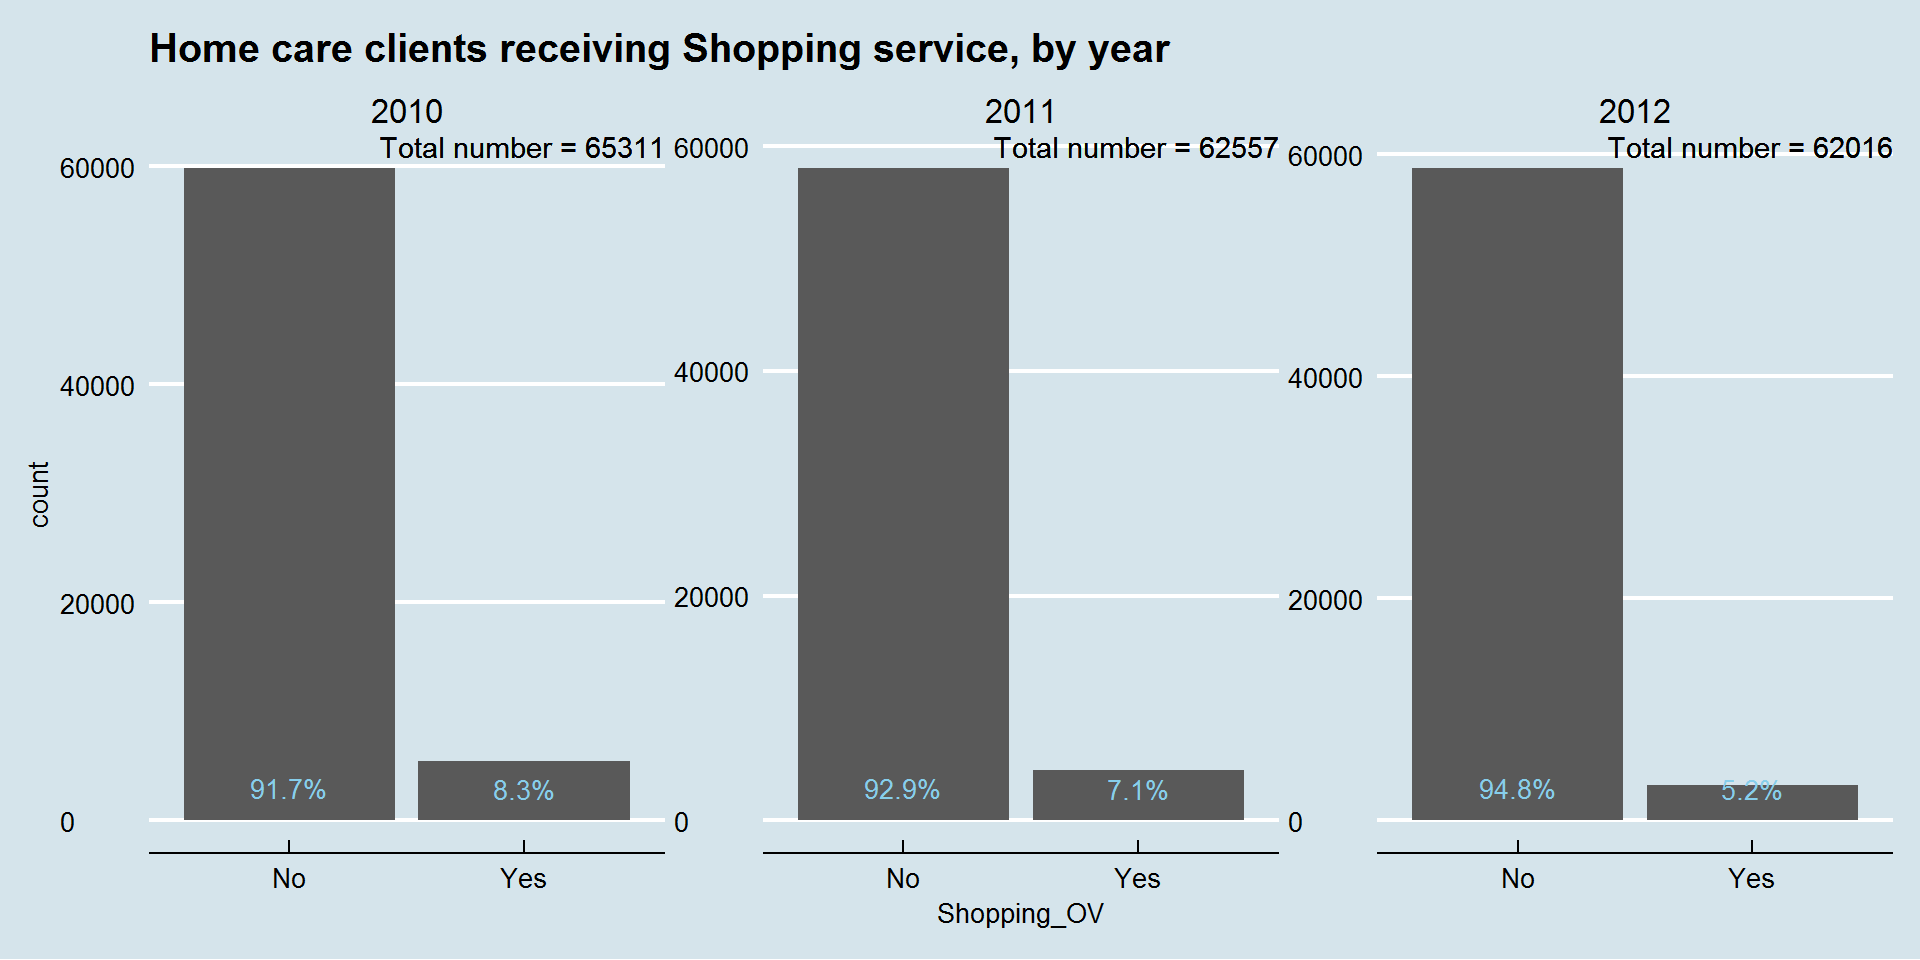 Home care clients receiving Shopping service, by year
2010
2011
2012
Total number = 65311
Total number = 62557
Total number = 62016
60000
40000
20000
0
60000
40000
20000
0
60000
40000
20000
0
count
91.7%
8.3%
92.9%
7.1%
94.8%
5.2%
No
Yes
No
Yes
No
Yes
Shopping_OV